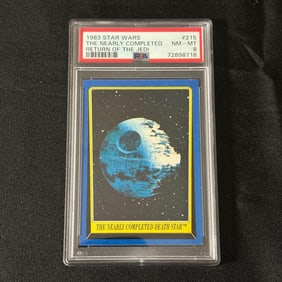 1983 STAR WARS #215
THE NEARLY COMPLETED. NM - MT
RETURN OF THE JEDI 8
PSA 72898716
THE NEARLY COMPLETED DEATH STAR™